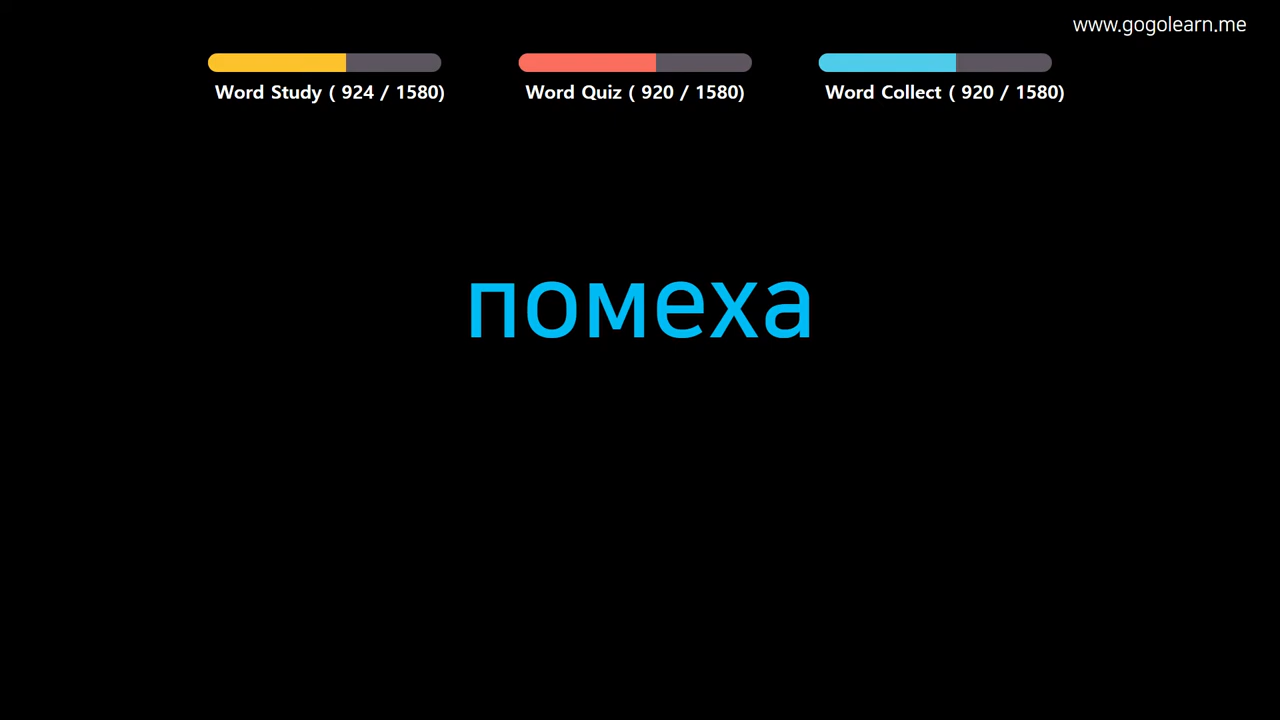 www.gogolearn.me
Word Study ( 924 / 1580)
Word Quiz ( 920 / 1580)
Word Collect ( 920 / 1580)
помеха